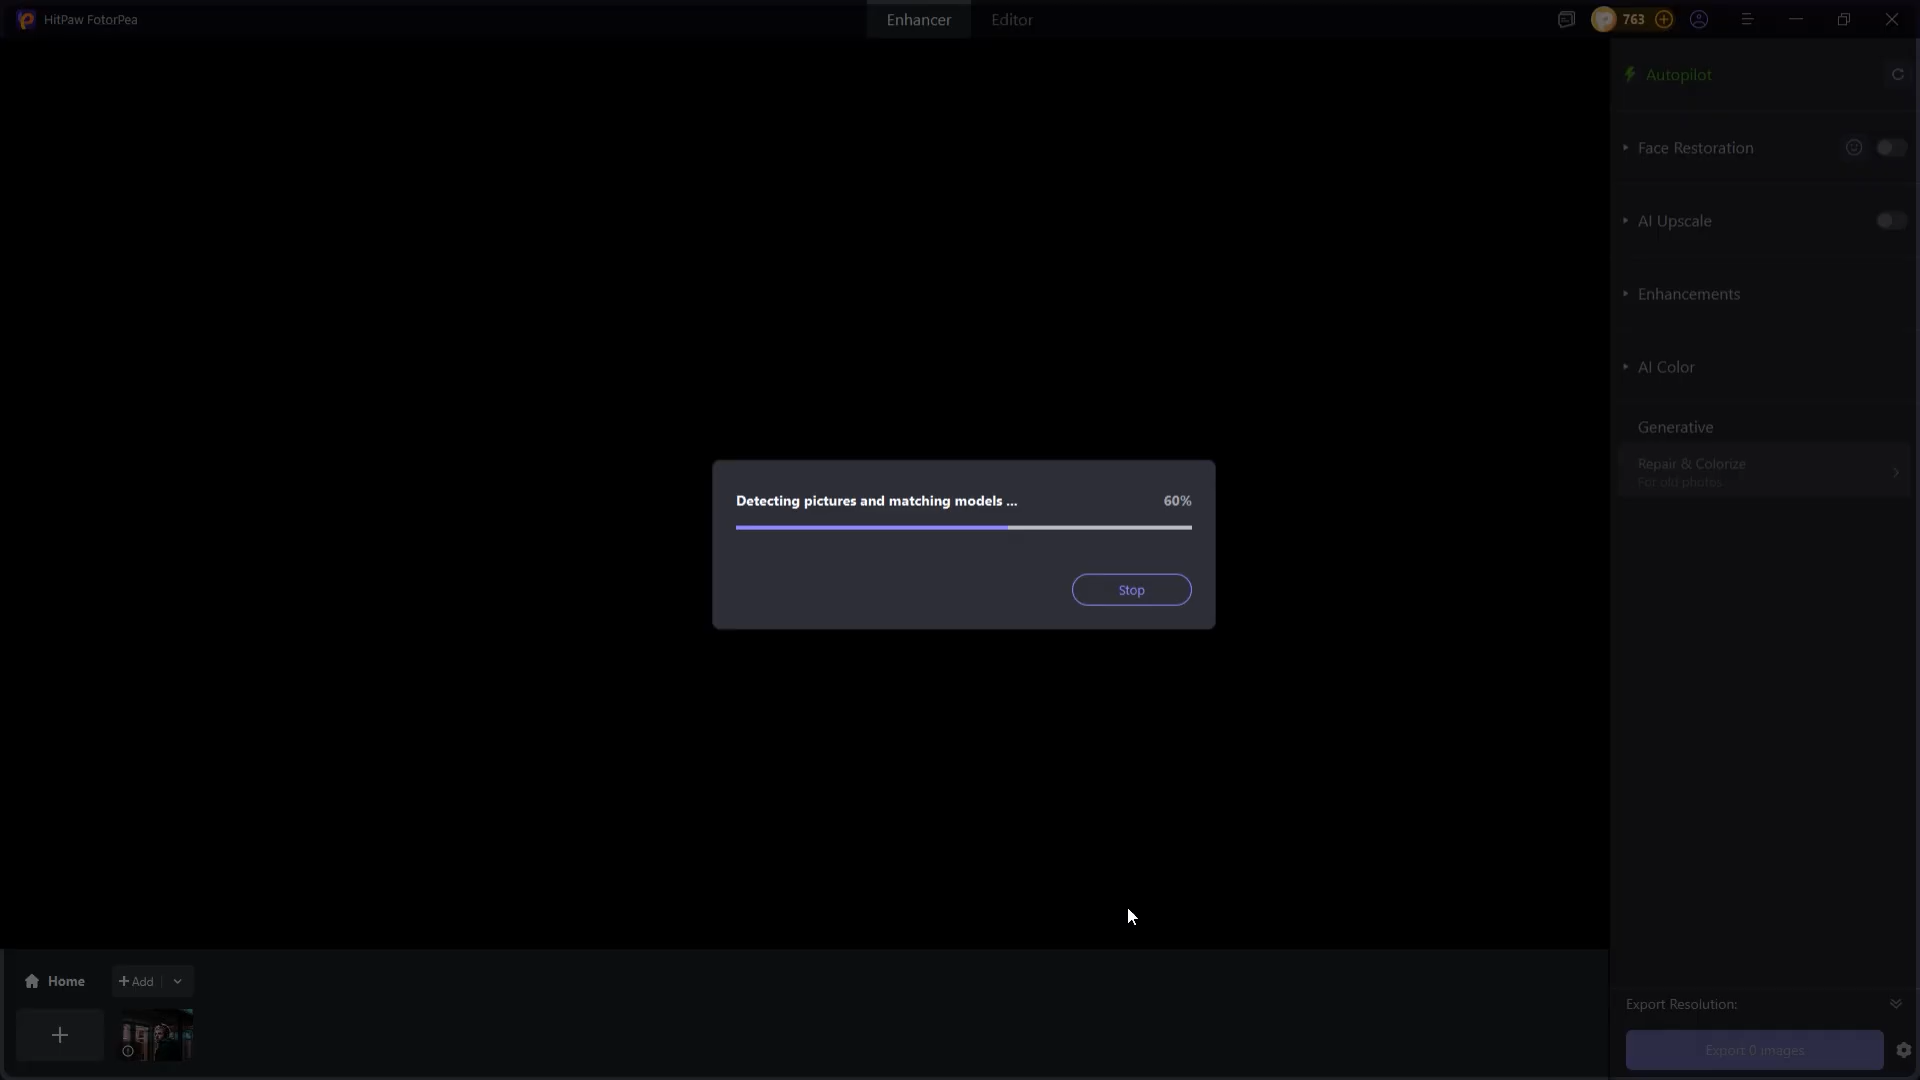 HitPaw FotorPea
Enhancer
Editor
763
Autopilot
Face Restoration
AI Upscale
Enhancements
AI Color
Generative
Repair & Colorize
For old photos
Detecting pictures and matching models ...
60%
Stop
Home
Add
Export Resolution:
Export 0 images